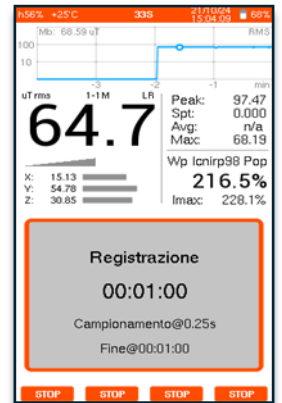 h56% +25°C 33S 21/10/24 15:04:09 68%
Mb: 68.59 uT RMS
100
10
-3 -2 -1 min
uT rms 1-1M LR
64.7
Peak: 97.47
Spt: 0.000
Avg: n/a
Max: 68.19
Wp Icnirp98 Pop
216.5%
Imax: 228.1%
X: 15.13
Y: 54.78
Z: 30.85
Registrazione
00:01:00
Campionamento@0.25s
Fine@00:01:00
STOP STOP STOP STOP